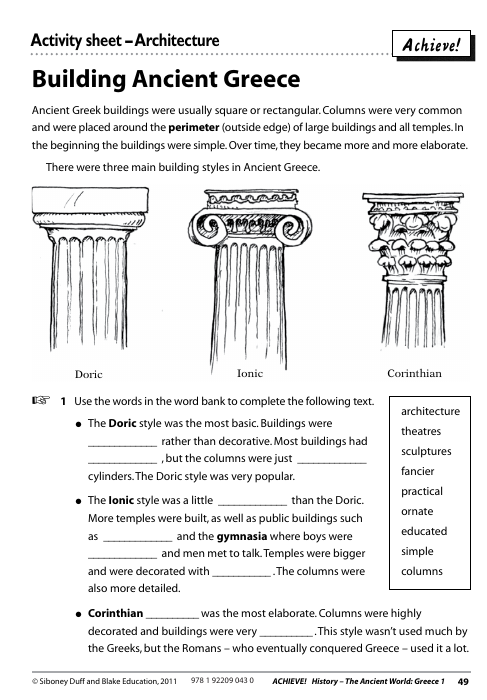 Activity sheet – Architecture
Achieve!
Building Ancient Greece
Ancient Greek buildings were usually square or rectangular. Columns were very common
and were placed around the perimeter (outside edge) of large buildings and all temples. In
the beginning the buildings were simple. Over time, they became more and more elaborate.
There were three main building styles in Ancient Greece.
Doric
Ionic
Corinthian
1 Use the words in the word bank to complete the following text.
• The Doric style was the most basic. Buildings were
____________ rather than decorative. Most buildings had
____________ , but the columns were just ____________
cylinders. The Doric style was very popular.
• The Ionic style was a little ____________ than the Doric.
More temples were built, as well as public buildings such
as ____________ and the gymnasia where boys were
____________ and men met to talk. Temples were bigger
and were decorated with __________ . The columns were
also more detailed.
• Corinthian _________ was the most elaborate. Columns were highly
decorated and buildings were very _________ . This style wasn't used much by
the Greeks, but the Romans – who eventually conquered Greece – used it a lot.
architecture
theatres
sculptures
fancier
practical
ornate
educated
simple
columns
© Siboney Duff and Blake Education, 2011 978 1 92209 043 0 ACHIEVE! History – The Ancient World: Greece 1 49